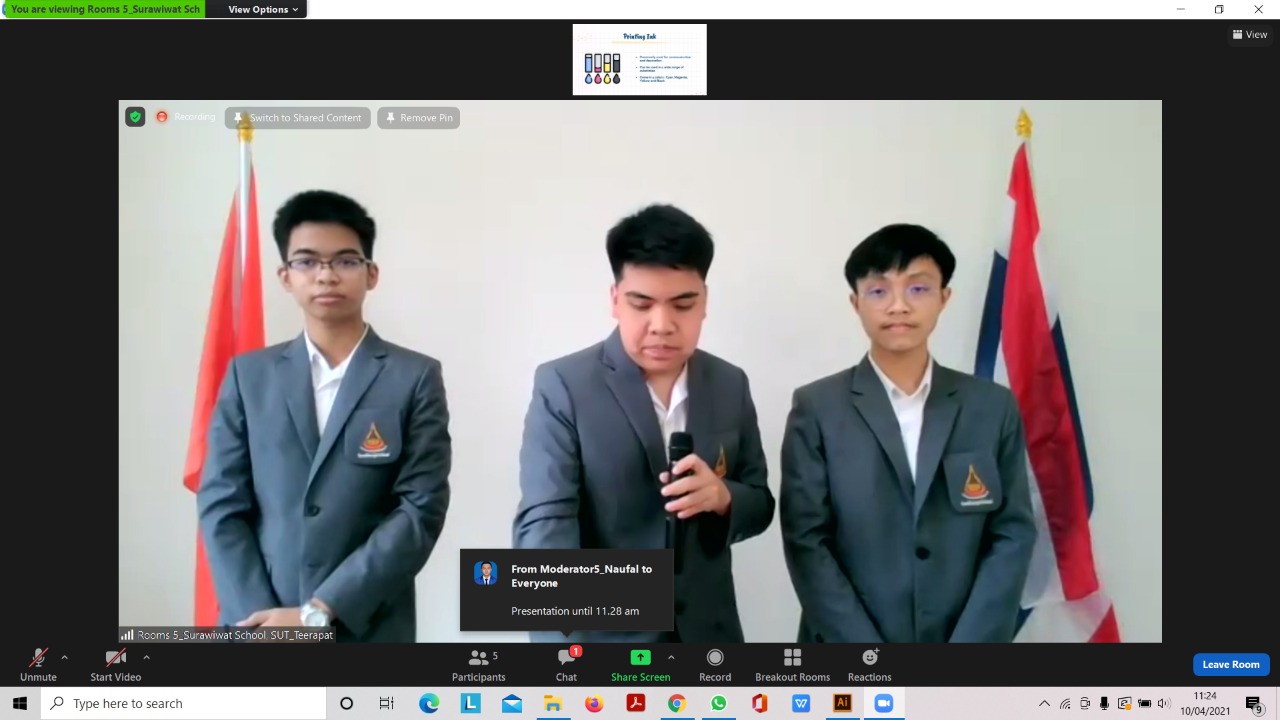 You are viewing Rooms 5_Surawiwat Sch
View Options
View
Printing Ink
Recording
Switch to Shared Content
Remove Pin
From Moderator5_Naufal to
Everyone
Presentation until 11.28 am
Rooms 5_Surawiwat School_SUT_Teerapat
Unmute
Start Video
5
Participants
1
Chat
Share Screen
Record
Breakout Rooms
Reactions
Leave Room
Type here to search
11:24
10/04/2021